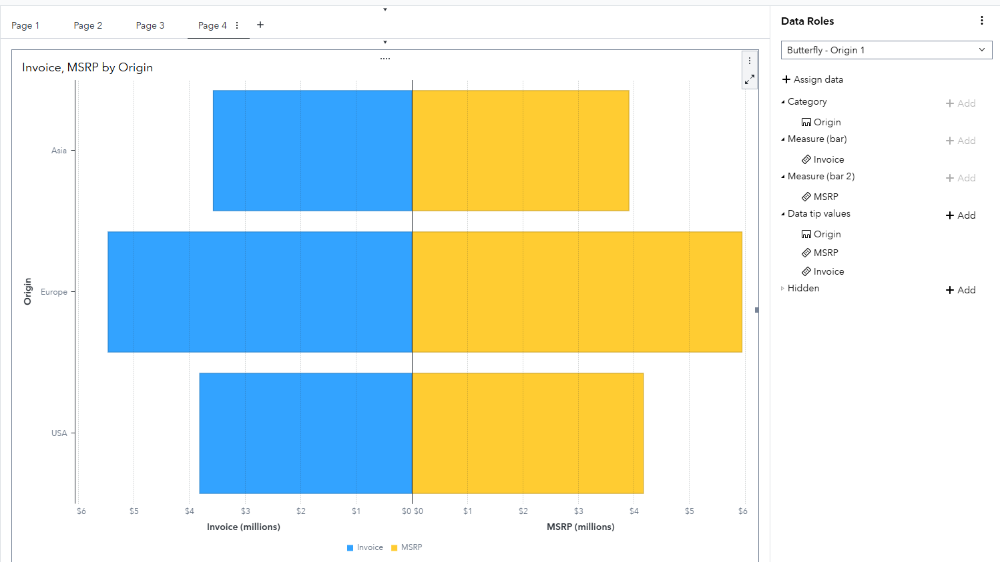 Page 1 Page 2 Page 3 Page 4
Invoice, MSRP by Origin
Asia
Europe
USA
Origin
$6 $5 $4 $3 $2 $1 $0 $0 $1 $2 $3 $4 $5 $6
Invoice (millions) MSRP (millions)
Invoice MSRP
Data Roles
Butterfly - Origin 1
Assign data
Category Add
Origin
Measure (bar) Add
Invoice
Measure (bar 2) Add
MSRP
Data tip values Add
Origin
MSRP
Invoice
Hidden Add